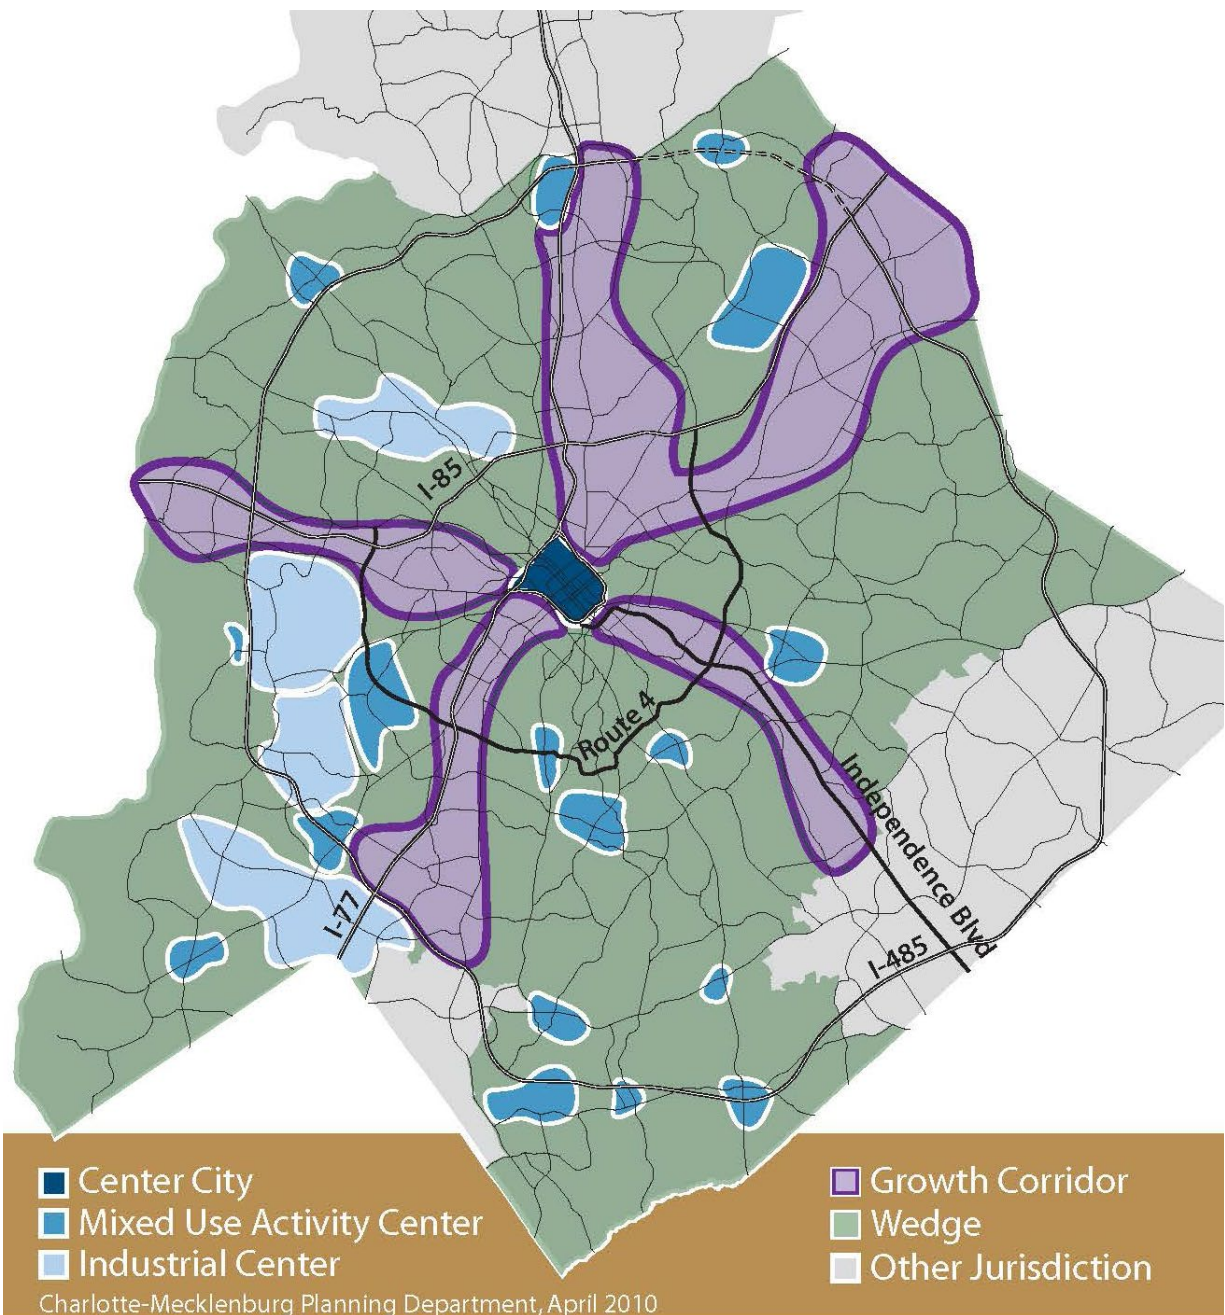 I-85
Route 4
Independence Blvd
I-77
I-485
Center City
Mixed Use Activity Center
Industrial Center
Growth Corridor
Wedge
Other Jurisdiction
Charlotte-Mecklenburg Planning Department, April 2010